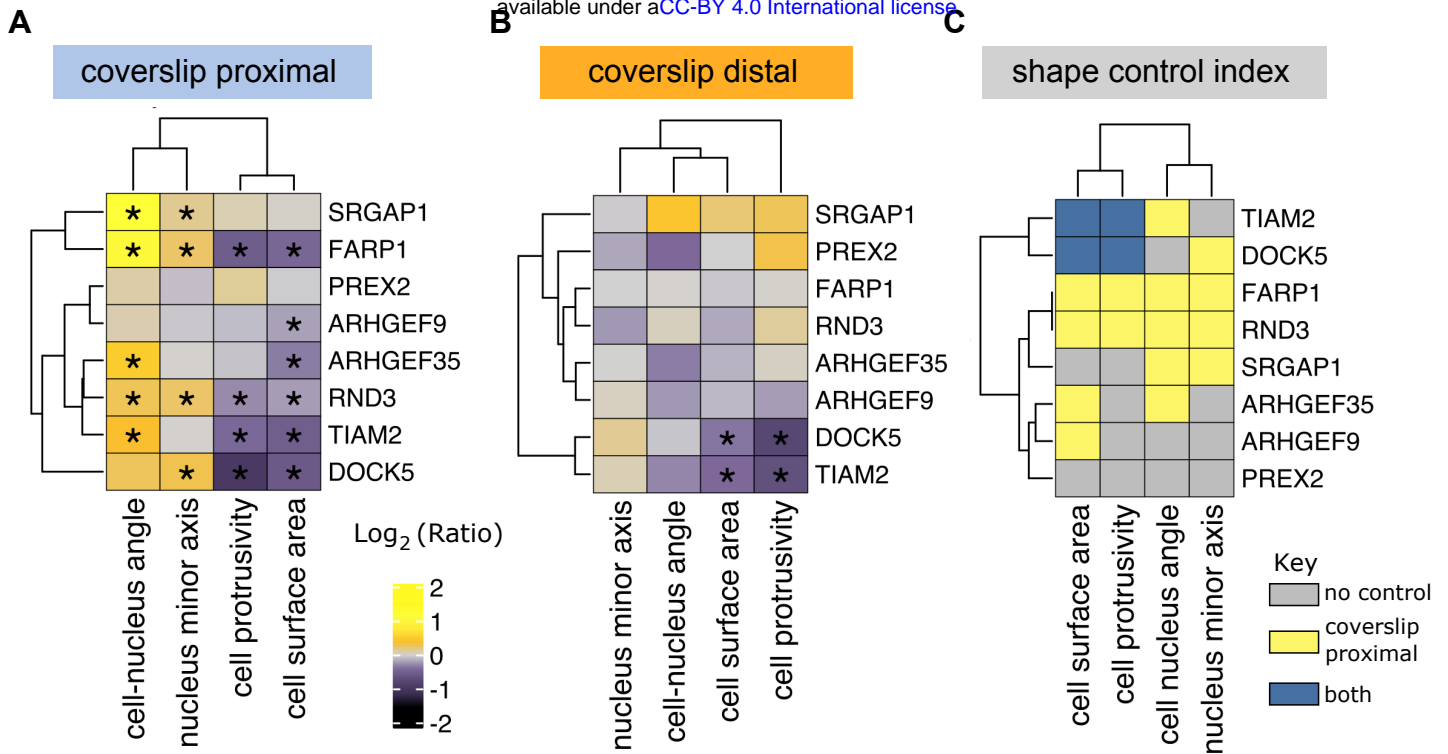 available under aCC-BY 4.0 International license
A
B
C
coverslip proximal
coverslip distal
shape control index
* * SRGAP1
* * * * FARP1
PREX2
* ARHGEF9
* * ARHGEF35
* * * * RND3
* * * TIAM2
* * * DOCK5
cell-nucleus angle
nucleus minor axis
cell protrusivity
cell surface area
Log2 (Ratio)
2
1
0
-1
-2
SRGAP1
PREX2
FARP1
RND3
ARHGEF35
ARHGEF9
* * DOCK5
* * TIAM2
nucleus minor axis
cell-nucleus angle
cell surface area
cell protrusivity
TIAM2
DOCK5
FARP1
RND3
SRGAP1
ARHGEF35
ARHGEF9
PREX2
cell surface area
cell protrusivity
cell nucleus angle
nucleus minor axis
Key
no control
coverslip
proximal
both